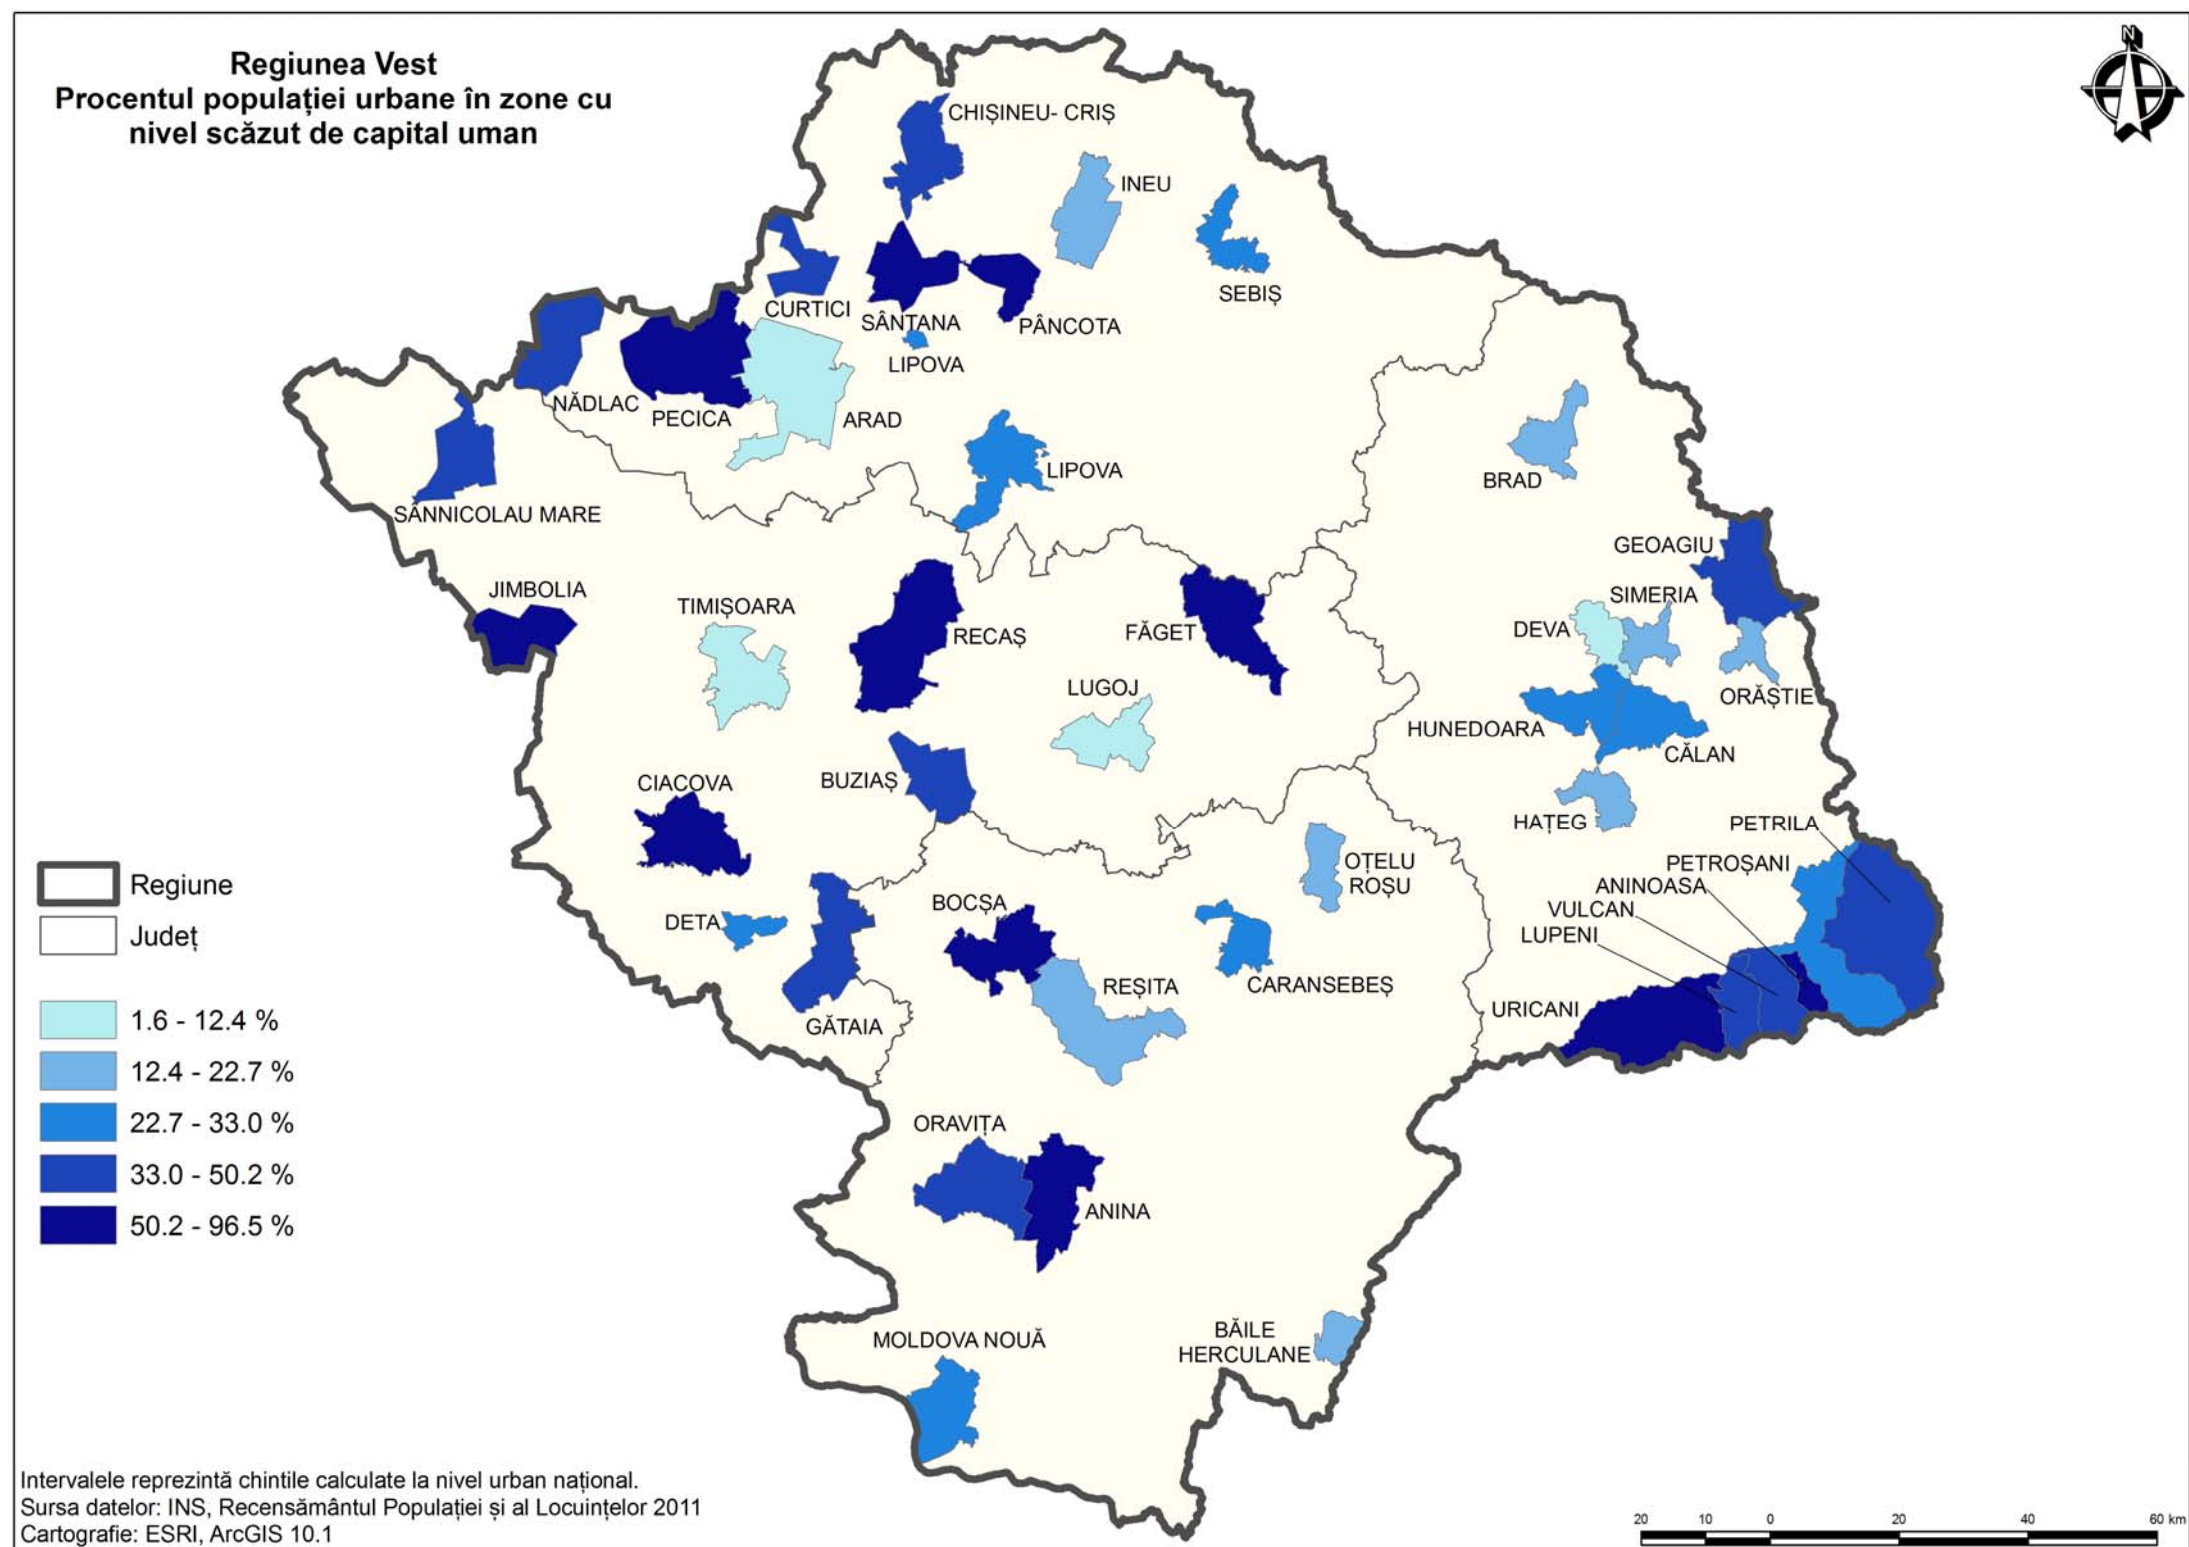 Regiunea Vest
Procentul populației urbane în zone cu
nivel scăzut de capital uman
N
CHIȘINEU- CRIȘ
INEU
SEBIȘ
CURTICI
SÂNTANA
PÂNCOTA
LIPOVA
NĂDLAC
PECICA
ARAD
LIPOVA
BRAD
SÂNNICOLAU MARE
GEOAGIU
JIMBOLIA
TIMIȘOARA
RECAȘ
FĂGET
SIMERIA
DEVA
LUGOJ
ORĂȘTIE
HUNEDOARA
CĂLAN
CIACOVA
BUZIAȘ
HAȚEG
PETRILA
PETROȘANI
ANINOASA
VULCAN
LUPENI
OȚELU
ROȘU
Regiune
BOCȘA
DETA
Județ
REȘIȚA
CARANSEBEȘ
URICANI
GĂTAIA
1.6 - 12.4 %
12.4 - 22.7 %
22.7 - 33.0 %
33.0 - 50.2 %
50.2 - 96.5 %
ORAVIȚA
ANINA
MOLDOVA NOUĂ
BĂILE
HERCULANE
Intervalele reprezintă chintile calculate la nivel urban național.
Sursa datelor: INS, Recensământul Populației și al Locuințelor 2011
Cartografie: ESRI, ArcGIS 10.1
20 10 0 20 40 60 km